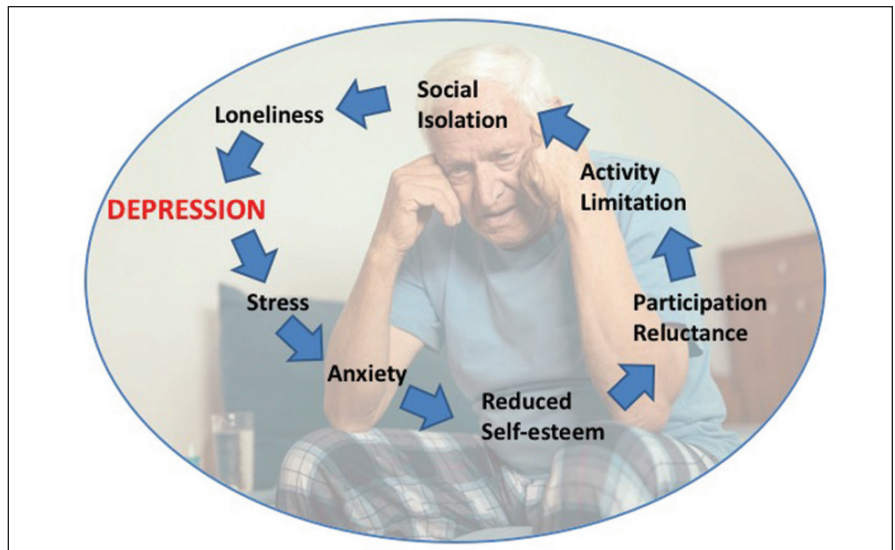 Social
Isolation
Loneliness
DEPRESSION
Stress
Anxiety
Reduced
Self-esteem
Participation
Reluctance
Activity
Limitation